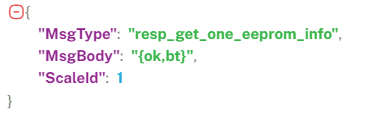 {
"MsgType": "resp_get_one_eeprom_info",
"MsgBody": "{ok,bt}",
"ScaleId": 1
}